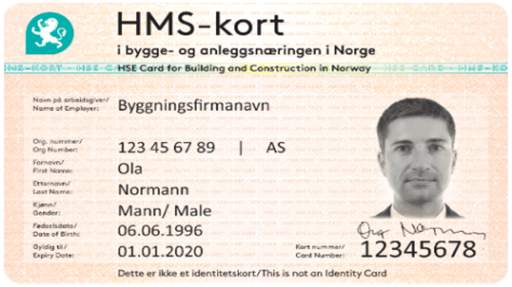 HMS-kort
i bygge- og anleggsnæringen i Norge
HMS-KORT - HSE CARD
HSE Card for Building and Construction in Norway
Navn på arbeidsgiver/
Name of Employer: Byggningsfirmanavn
Org. nummer/
Org Number: 123 45 67 89 | AS
Fornavn/
First Name: Ola
Etternavn/
Last Name: Normann
Kjønn/
Gender: Mann/ Male
Fødselsdato/
Date of Birth: 06.06.1996
Gyldig til/
Expiry Date: 01.01.2020
Ola Normann
Kort nummer/
Card Number: 12345678
Dette er ikke et identitetskort/This is not an Identity Card